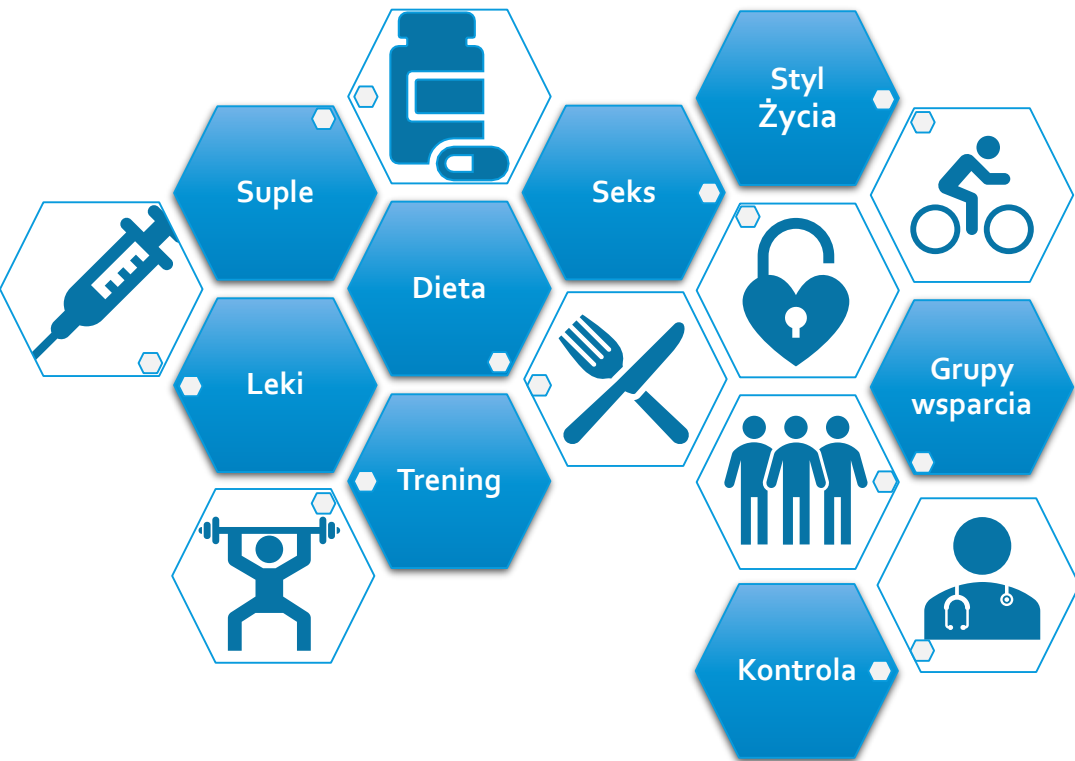 Styl
Życia
Suple
Seks
Dieta
Leki
Grupy
wsparcia
Trening
Kontrola